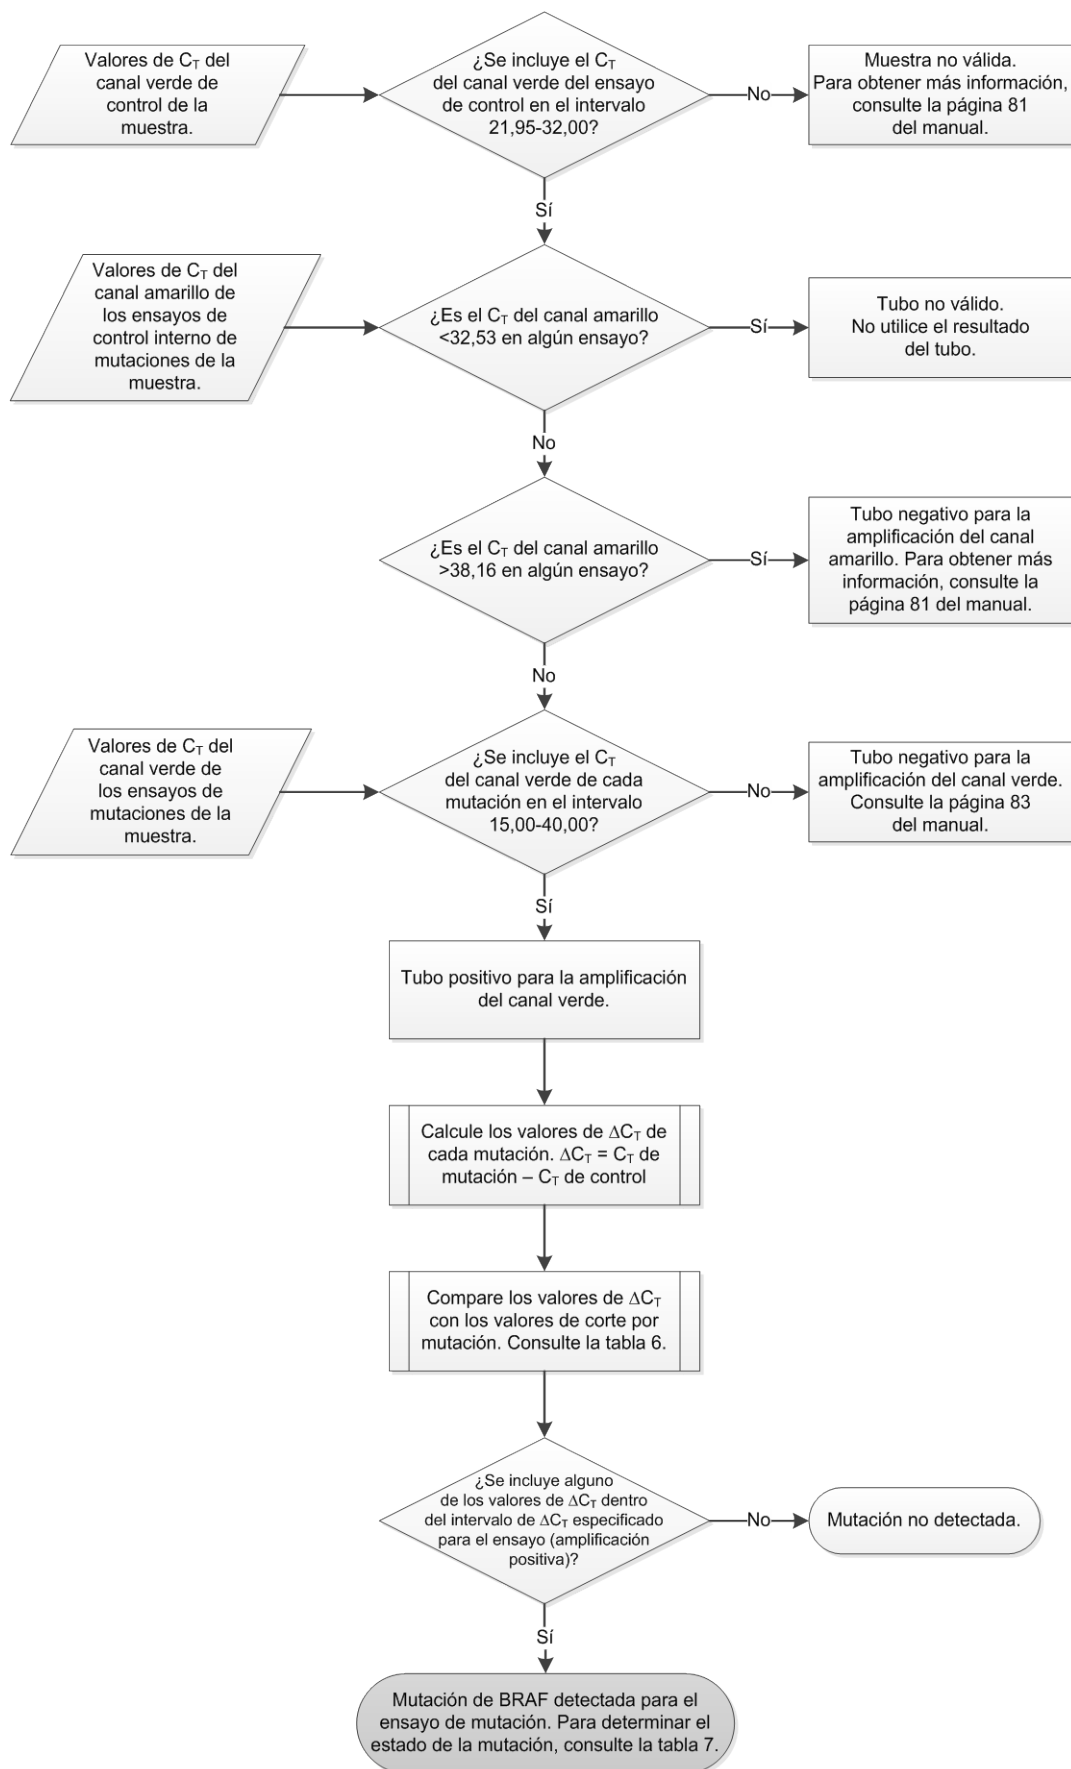 Valores de CT del
canal verde de
control de la
muestra.
¿Se incluye el CT
del canal verde del ensayo
de control en el intervalo
21,95-32,00?
No
Muestra no válida.
Para obtener más información,
consulte la página 81
del manual.
Sí
Valores de CT del
canal amarillo de
los ensayos de
control interno de
mutaciones de la
muestra.
¿Es el CT del canal amarillo
<32,53 en algún ensayo?
Sí
Tubo no válido.
No utilice el resultado
del tubo.
No
¿Es el CT del canal amarillo
>38,16 en algún ensayo?
Sí
Tubo negativo para la
amplificación del canal
amarillo. Para obtener más
información, consulte la
página 81 del manual.
No
Valores de CT del
canal verde de
los ensayos de
mutaciones de la
muestra.
¿Se incluye el CT
del canal verde de cada
mutación en el intervalo
15,00-40,00?
No
Tubo negativo para la
amplificación del canal verde.
Consulte la página 83
del manual.
Sí
Tubo positivo para la amplificación
del canal verde.
Calcule los valores de ΔCT de
cada mutación. ΔCT = CT de
mutación – CT de control
Compare los valores de ΔCT
con los valores de corte por
mutación. Consulte la tabla 6.
¿Se incluye alguno
de los valores de ΔCT dentro
del intervalo de ΔCT especificado
para el ensayo (amplificación
positiva)?
No
Mutación no detectada.
Sí
Mutación de BRAF detectada para el
ensayo de mutación. Para determinar el
estado de la mutación, consulte la tabla 7.